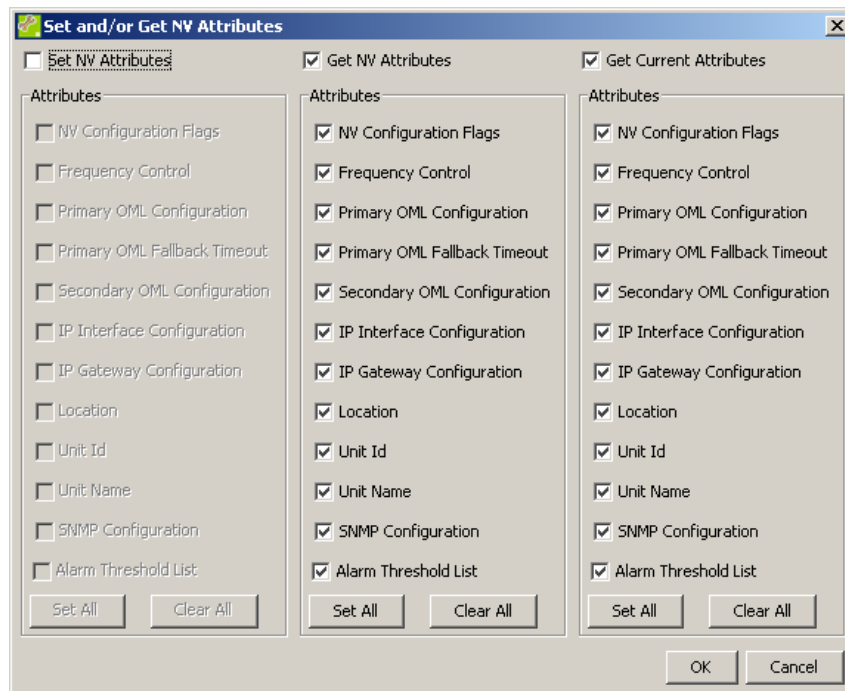 Set and/or Get NV Attributes
Set NV Attributes
Get NV Attributes
Get Current Attributes
Attributes
NV Configuration Flags
Frequency Control
Primary OML Configuration
Primary OML Fallback Timeout
Secondary OML Configuration
IP Interface Configuration
IP Gateway Configuration
Location
Unit Id
Unit Name
SNMP Configuration
Alarm Threshold List
Set All Clear All
Attributes
NV Configuration Flags
Frequency Control
Primary OML Configuration
Primary OML Fallback Timeout
Secondary OML Configuration
IP Interface Configuration
IP Gateway Configuration
Location
Unit Id
Unit Name
SNMP Configuration
Alarm Threshold List
Set All Clear All
Attributes
NV Configuration Flags
Frequency Control
Primary OML Configuration
Primary OML Fallback Timeout
Secondary OML Configuration
IP Interface Configuration
IP Gateway Configuration
Location
Unit Id
Unit Name
SNMP Configuration
Alarm Threshold List
Set All Clear All
OK Cancel